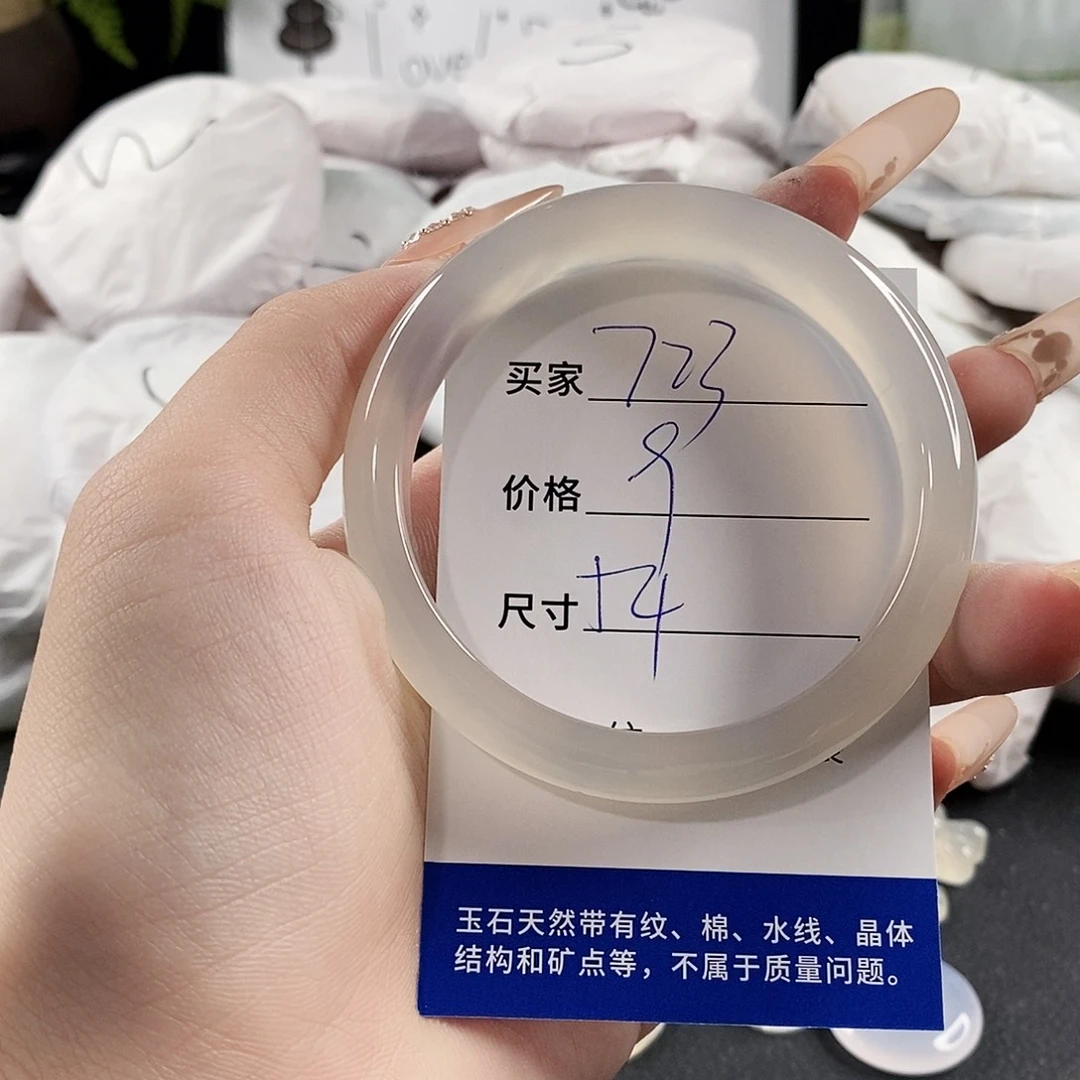 买家 723
价格 9
尺寸 54
玉石天然带有纹、棉、水线、晶体
结构和矿点等，不属于质量问题。